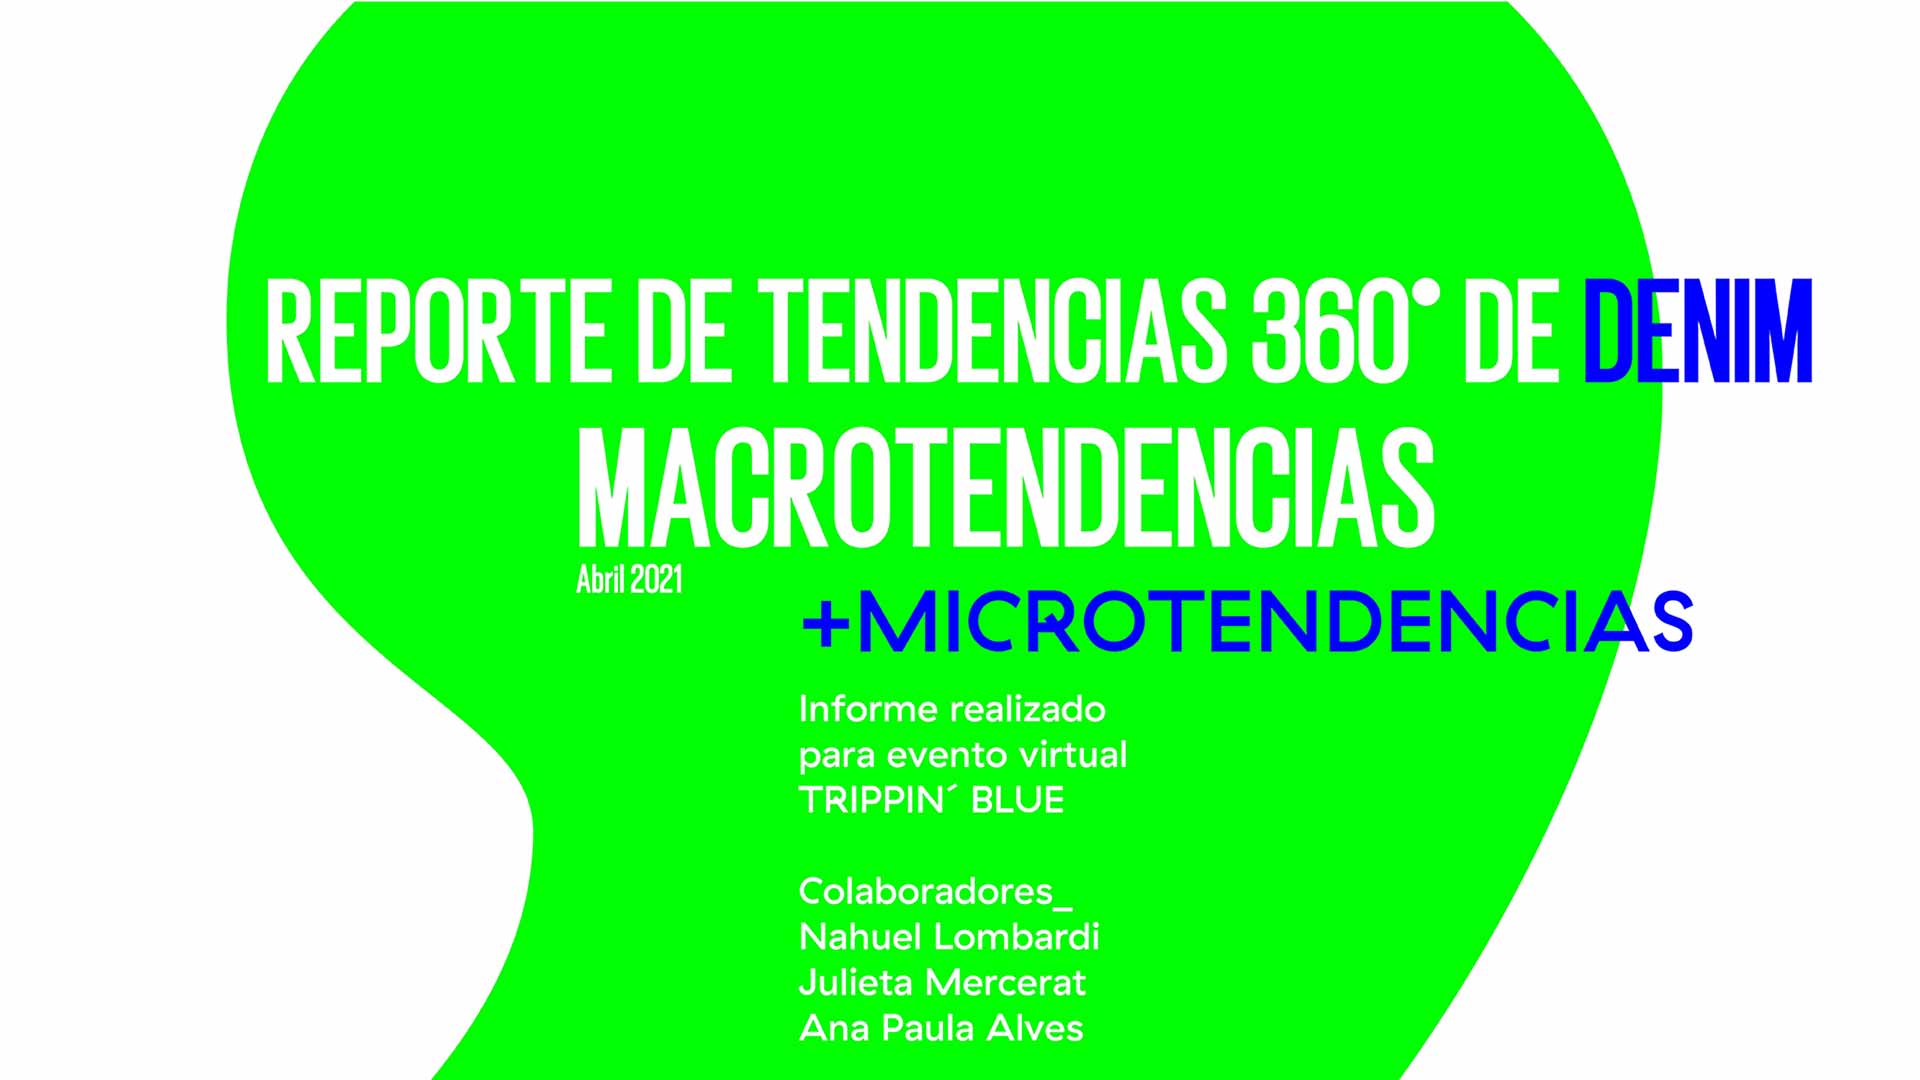 REPORTE DE TENDENCIAS 360° DE DENIM
MACROTENDENCIAS
Abril 2021
+MICROTENDENCIAS
Informe realizado
para evento virtual
TRIPPIN´ BLUE
Colaboradores_
Nahuel Lombardi
Julieta Mercerat
Ana Paula Alves